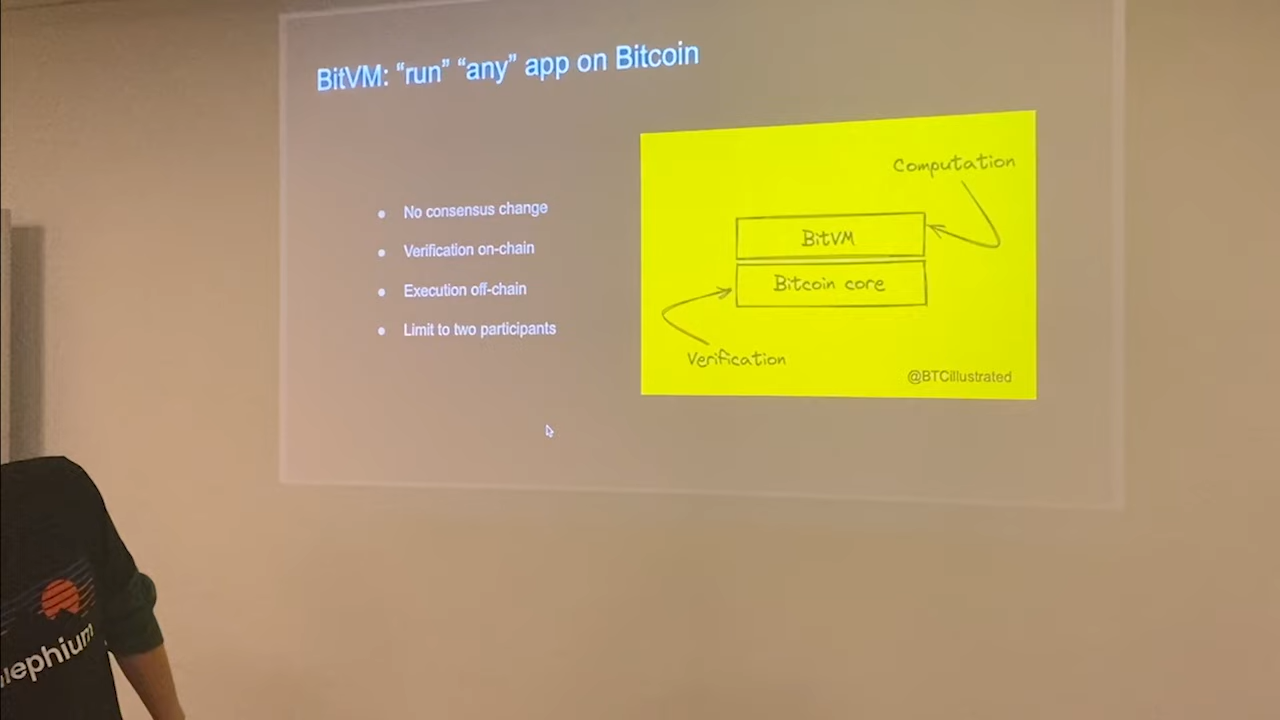 BitVM: “run” “any” app on Bitcoin
● No consensus change
● Verification on-chain
● Execution off-chain
● Limit to two participants
Computation
BitVM
Bitcoin core
Verification
@BTCillustrated
lephium